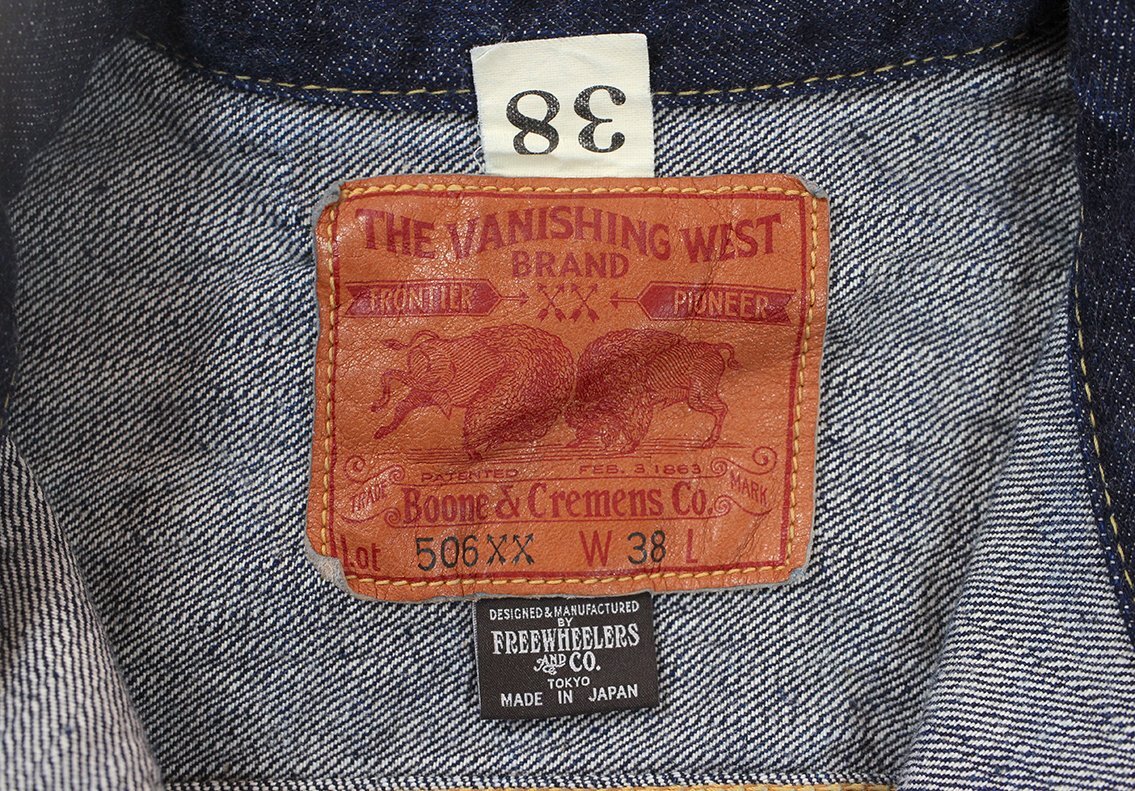 38
THE VANISHING WEST
BRAND
FRONTIER PIONEER
PATENTED FEB. 3 1863
TRADE MARK
Boone & Cremens Co.
Lot 506XX W 38 L
DESIGNED & MANUFACTURED
BY
FREEWHEELERS
AND CO.
TOKYO
MADE IN JAPAN